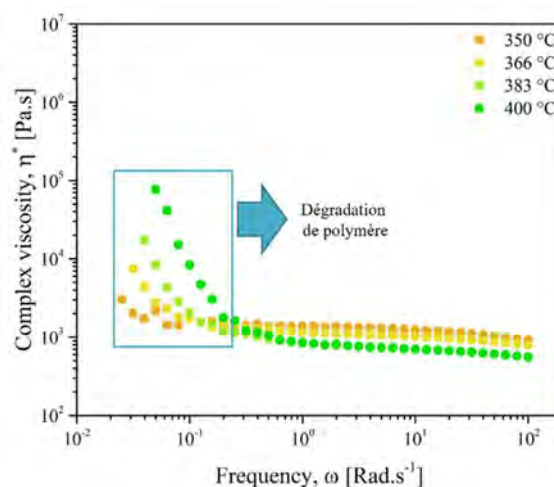 10⁷
10⁶
10⁵
10⁴
10³
10²
10⁻²
10⁻¹
10⁰
10¹
10²
Complex viscosity, η* [Pa.s]
Frequency, ω [Rad.s⁻¹]
350 °C
366 °C
383 °C
400 °C
Dégradation
de polymère